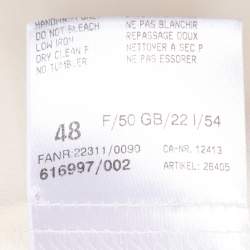 DO NOT BLEACH
LOW IRON
DRY CLEAN P
NO TUMBLER
NE PAS BLANCHIR
REPASSAGE DOUX
NETTOYER A SEC P
NE PAS ESSORER
48 F/50 GB/22 I/54
FANR: 22311/0090 CA-NR. 12413
616997/002 ARTIKEL: 26405